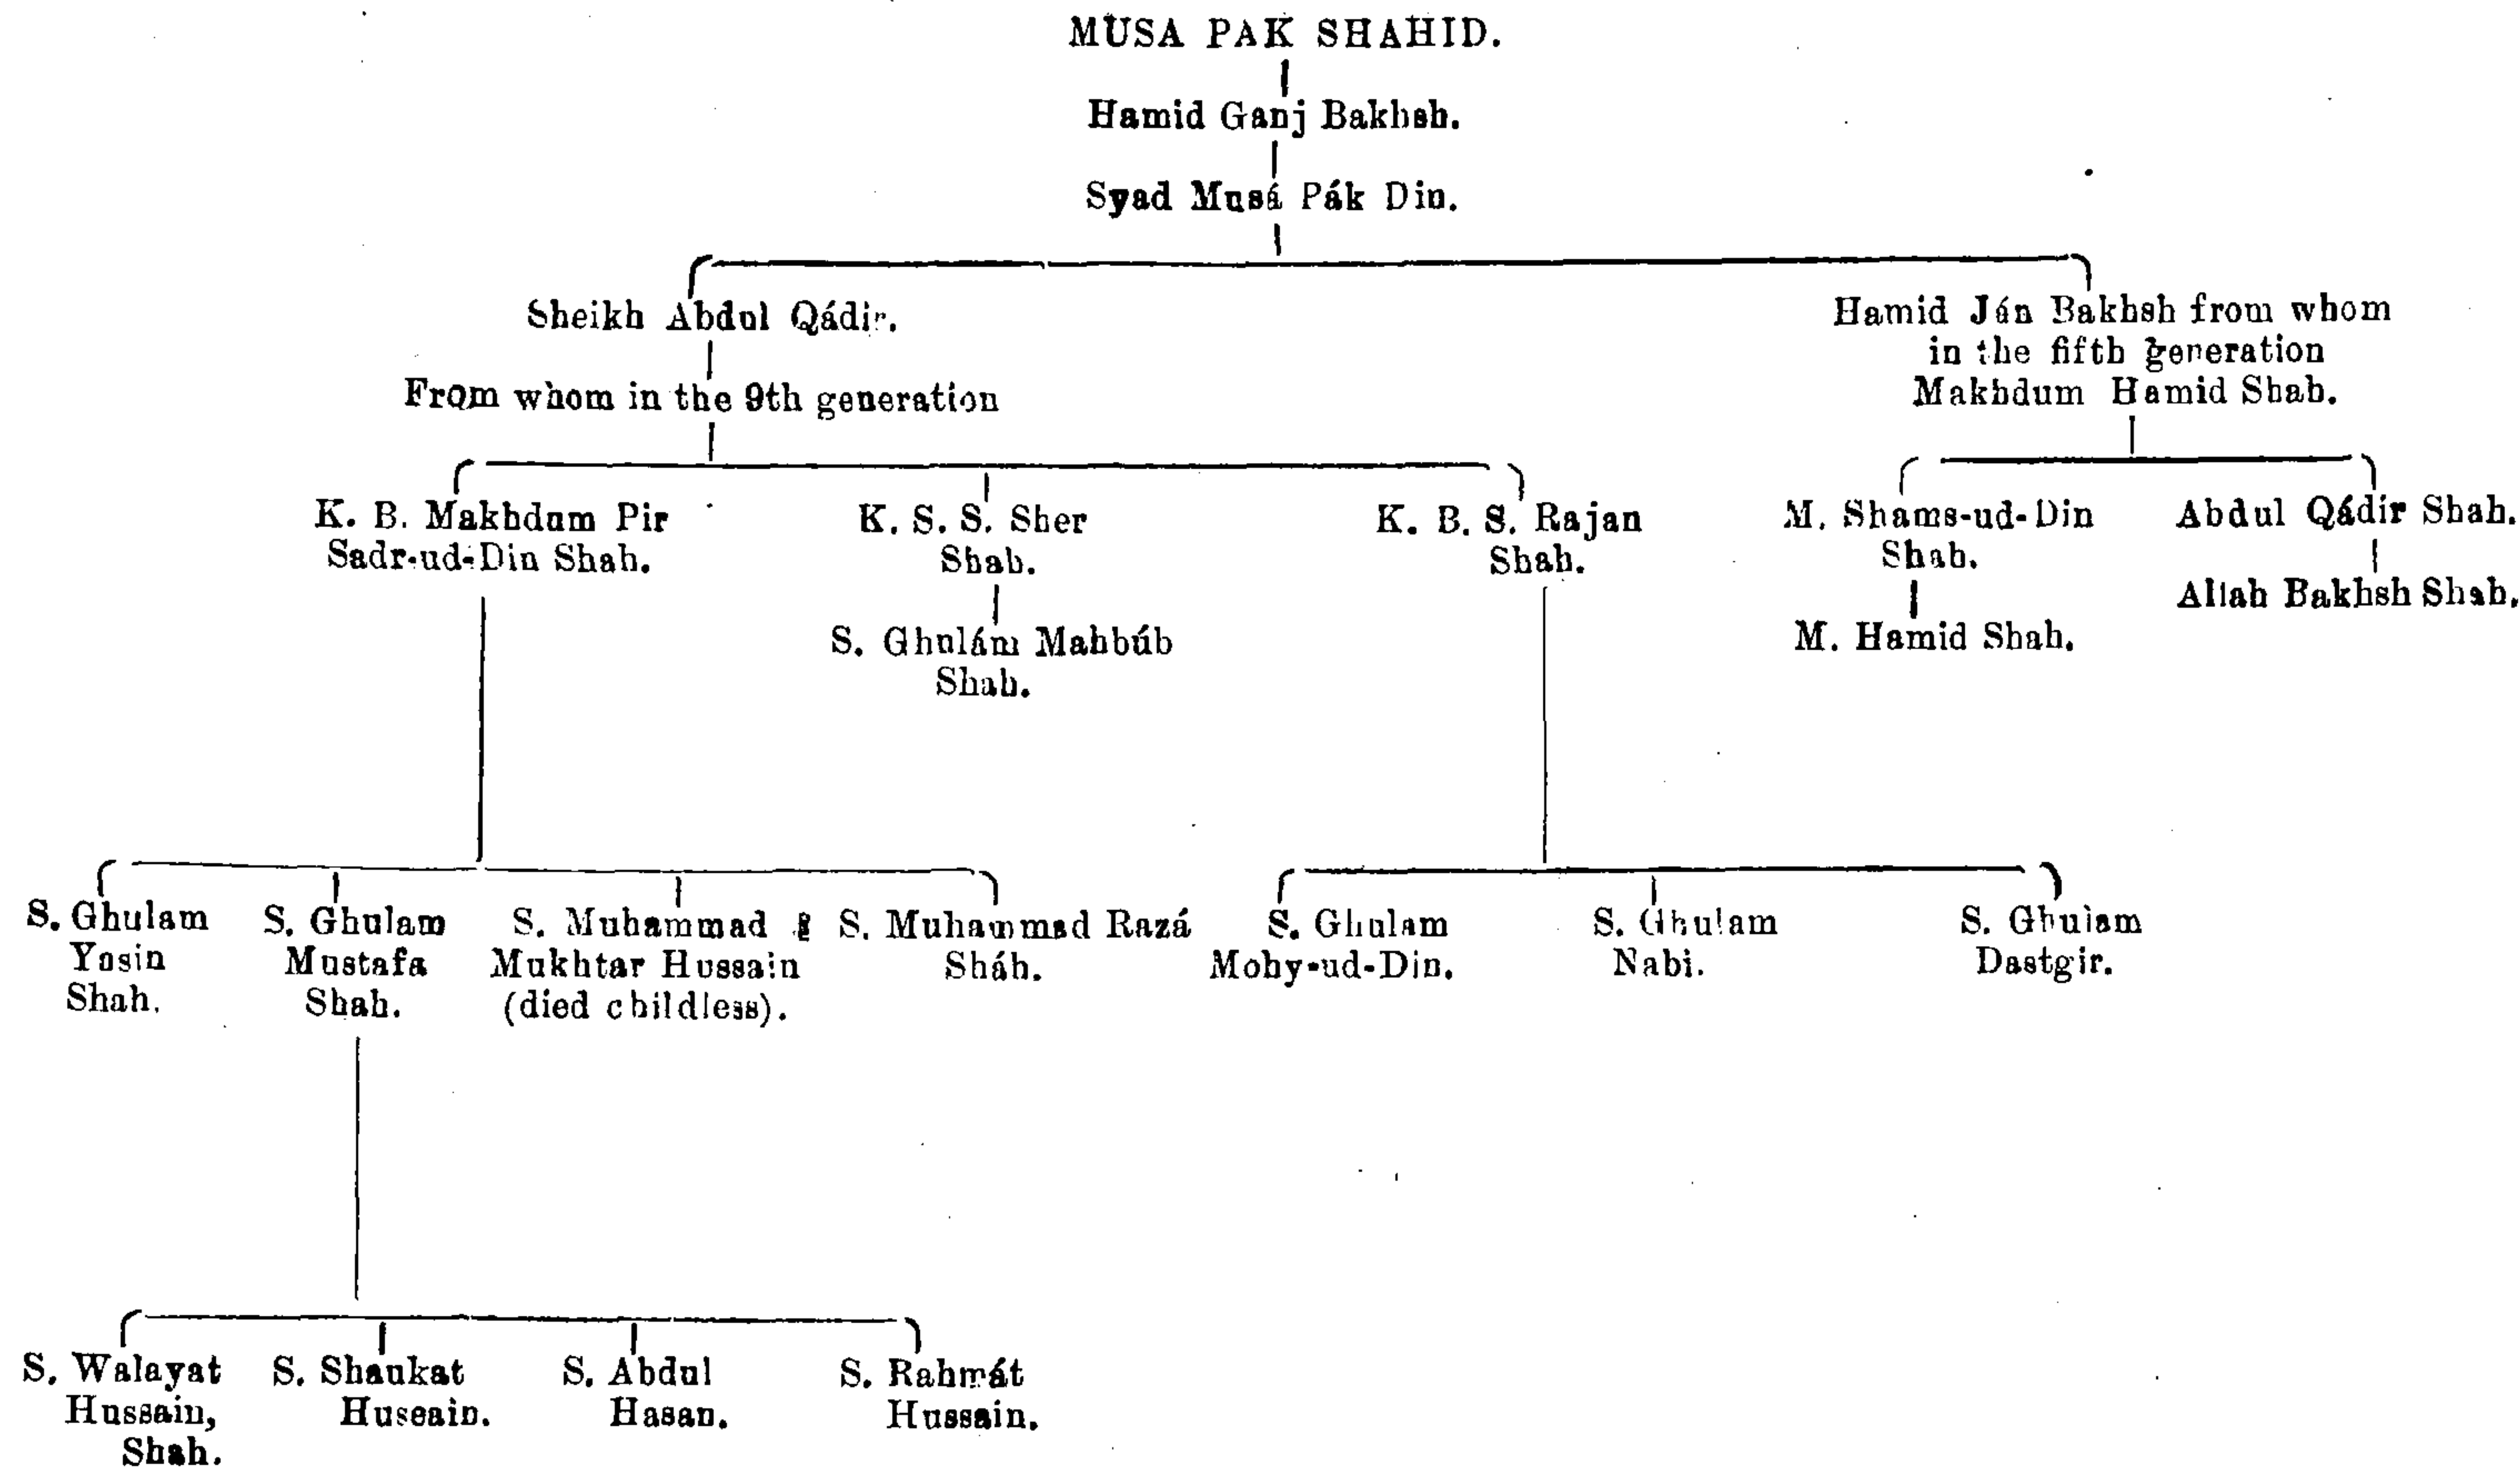 MUSA PAK SHAHID.
Hamid Ganj Bakhsh.
Syad Musá Pák Din.
Sheikh Abdul Qádir.
From whom in the 9th generation
Hamid Ján Bakhsh from whom
in the fifth generation
Makhdum Hamid Shah.
K. B. Makhdum Pir
Sadr-ud-Din Shah.
K. S. S. Sher
Shah.
S. Ghulám Mahbúb
Shah.
K. B. S. Rajan
Shah.
M. Shams-ud-Din
Shah.
M. Hamid Shah.
Abdul Qádir Shah.
Allah Bakhsh Shah.
S. Ghulam
Yasin
Shah.
S. Ghulam
Mustafa
Shah.
S. Muhammad
Mukhtar Hussain
(died childless).
S. Muhammad Razá
Sháh.
S. Ghulam
Mohy-ud-Din.
S. Ghulam
Nabi.
S. Ghulam
Dastgir.
S. Walayat
Hussain,
Shah.
S. Shaukat
Hussain.
S. Abdul
Hasan.
S. Rahmát
Hussain.